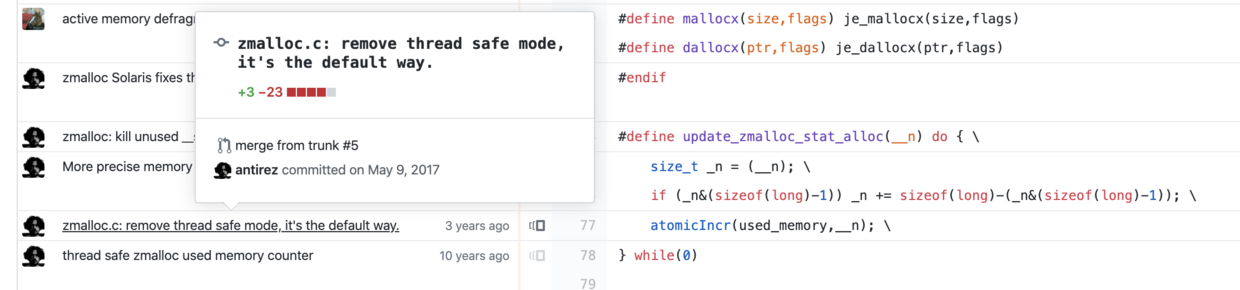 active memory defrag
#define mallocx(size,flags) je_mallocx(size,flags)
zmalloc.c: remove thread safe mode,
it's the default way.
#define dallocx(ptr,flags) je_dallocx(ptr,flags)
zmalloc Solaris fixes th
#endif
+3 −23
zmalloc: kill unused __
#define update_zmalloc_stat_alloc(__n) do { \
merge from trunk #5
More precise memory
size_t _n = (__n); \
antirez committed on May 9, 2017
if (_n&(sizeof(long)-1)) _n += sizeof(long)-(_n&(sizeof(long)-1)); \
zmalloc.c: remove thread safe mode, it's the default way. 3 years ago 77 atomicIncr(used_memory,__n); \
thread safe zmalloc used memory counter 10 years ago 78 } while(0)
79